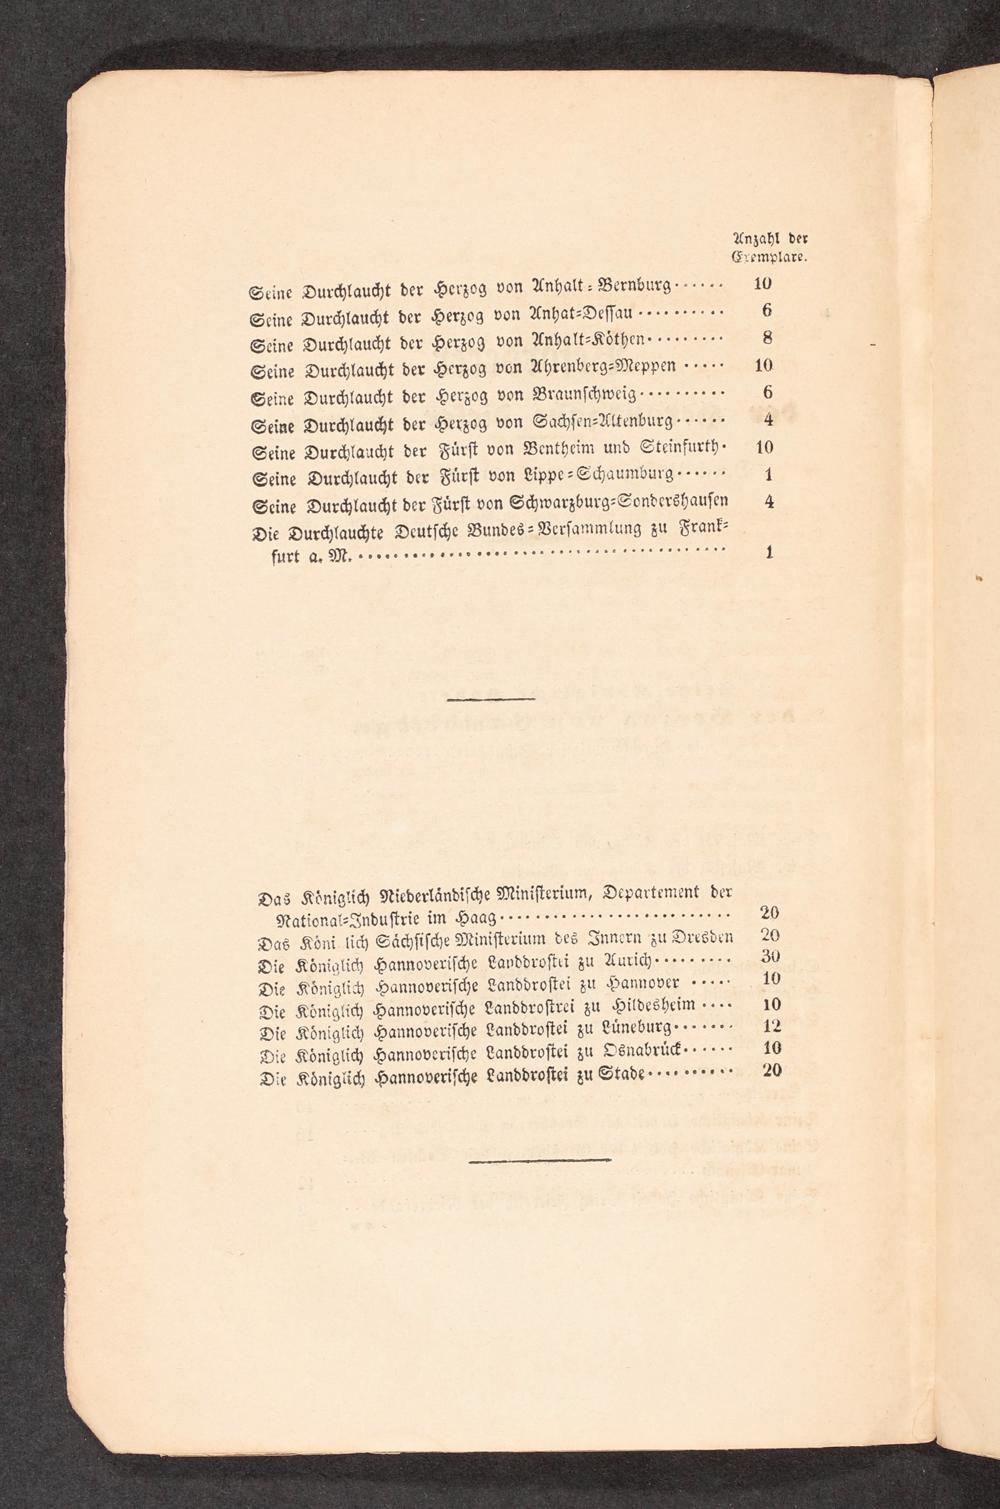 Anzahl der
Exemplare.
Seine Durchlaucht der Herzog von Anhalt=Bernburg ...... 10
Seine Durchlaucht der Herzog von Anhat=Dessau .......... 6
Seine Durchlaucht der Herzog von Anhalt=Köthen ......... 8
Seine Durchlaucht der Herzog von Ahrenberg=Meppen ..... 10
Seine Durchlaucht der Herzog von Braunschweig .......... 6
Seine Durchlaucht der Herzog von Sachsen=Altenburg ...... 4
Seine Durchlaucht der Fürst von Bentheim und Steinfurth . 10
Seine Durchlaucht der Fürst von Lippe=Schaumburg ...... 1
Seine Durchlaucht der Fürst von Schwarzburg=Sondershausen 4
Die Durchlauchte Deutsche Bundes=Versammlung zu Frank=
furt a. M. ........................................ 1
Das Königlich Niederländische Ministerium, Departement der
National=Industrie im Haag .......................... 20
Das Köni lich Sächsische Ministerium des Innern zu Dresden 20
Die Königlich Hannoverische Landdrostei zu Aurich ......... 30
Die Königlich Hannoverische Landdrostei zu Hannover ..... 10
Die Königlich Hannoverische Landdrostrei zu Hildesheim .... 10
Die Königlich Hannoverische Landdrostei zu Lüneburg ....... 12
Die Königlich Hannoverische Landdrostei zu Osnabrück ...... 10
Die Königlich Hannoverische Landdrostei zu Stade .......... 20